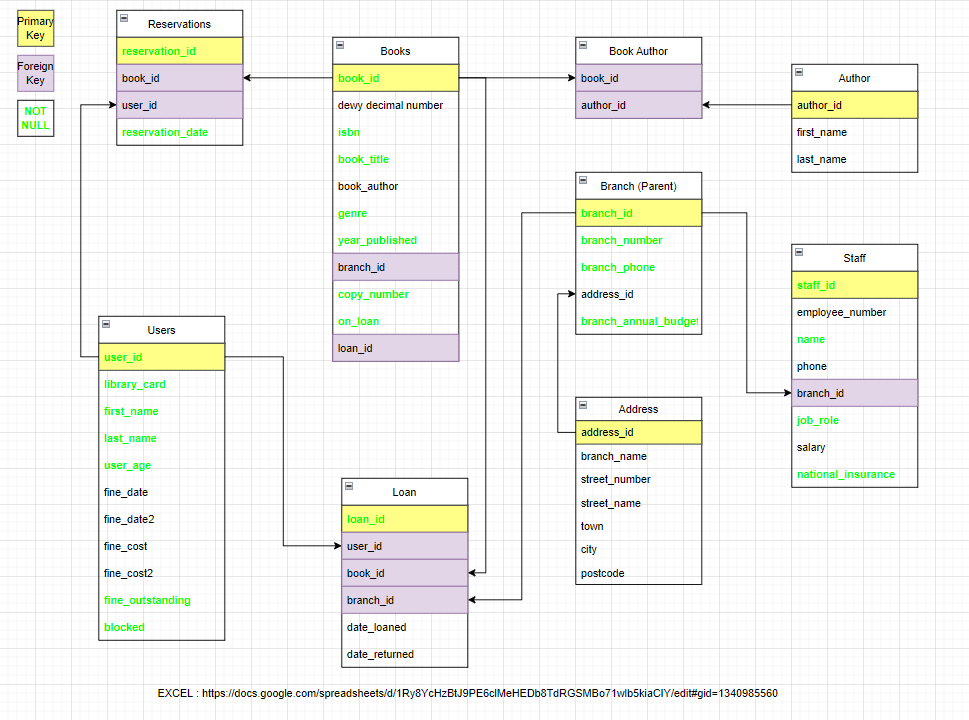 Primary
Key
Foreign
Key
NOT
NULL
Reservations
reservation_id
book_id
user_id
reservation_date
Books
book_id
dewy decimal number
isbn
book_title
book_author
genre
year_published
branch_id
copy_number
on_loan
loan_id
Book Author
book_id
author_id
Author
author_id
first_name
last_name
Branch (Parent)
branch_id
branch_number
branch_phone
address_id
branch_annual_budget
Staff
staff_id
employee_number
name
phone
branch_id
job_role
salary
national_insurance
Users
user_id
library_card
first_name
last_name
user_age
fine_date
fine_date2
fine_cost
fine_cost2
fine_outstanding
blocked
Address
address_id
branch_name
street_number
street_name
town
city
postcode
Loan
loan_id
user_id
book_id
branch_id
date_loaned
date_returned
EXCEL : https://docs.google.com/spreadsheets/d/1Ry8YcHzBtJ9PE6clMeHEDb8TdRGSMBo71wlb5kiaCIY/edit#gid=1340985560